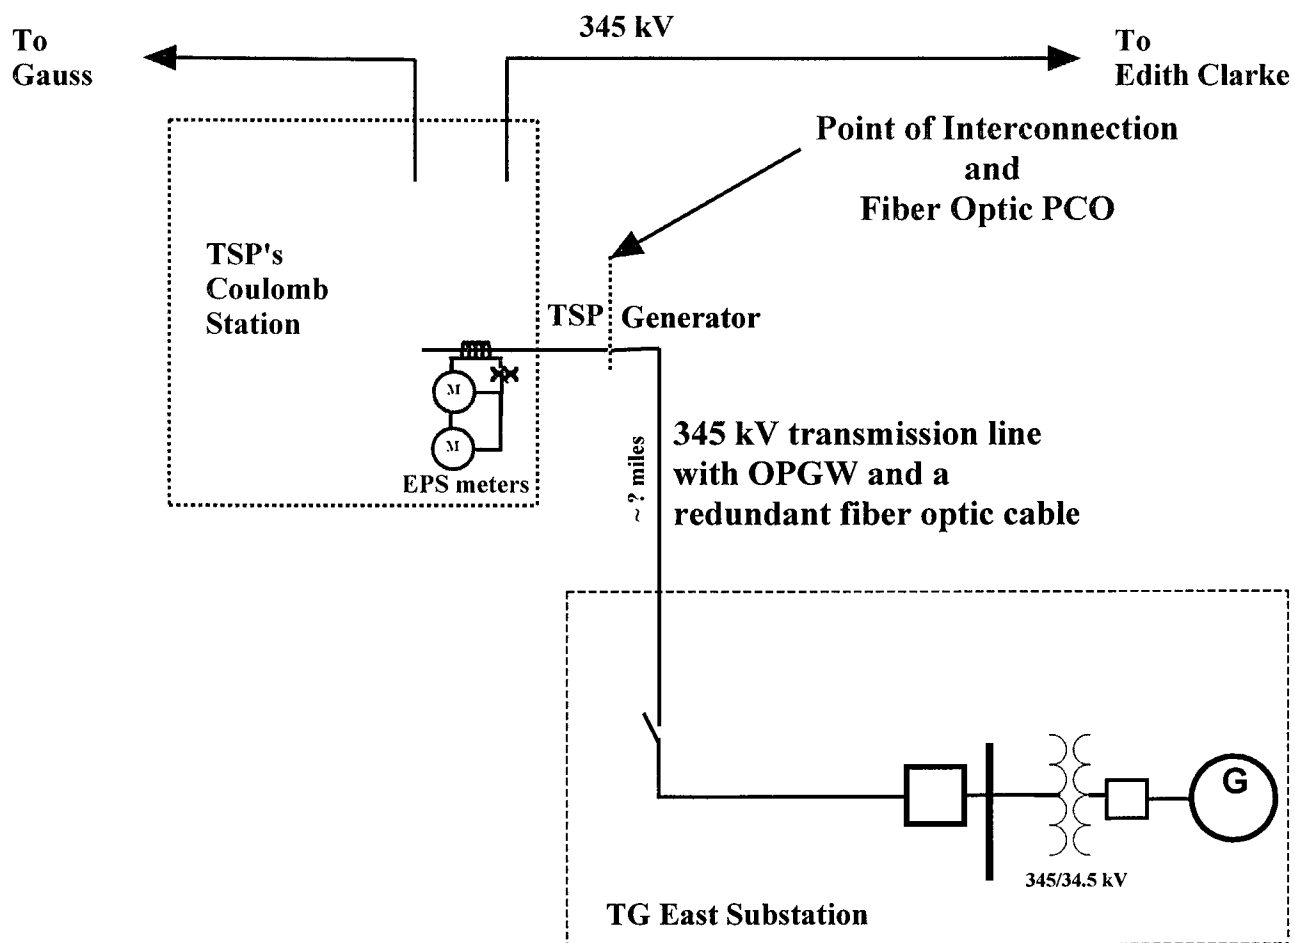 To
Gauss
345 kV
To
Edith Clarke
Point of Interconnection
and
Fiber Optic PCO
TSP's
Coulomb
Station
TSP
Generator
M
M
EPS meters
~? miles
345 kV transmission line
with OPGW and a
redundant fiber optic cable
G
345/34.5 kV
TG East Substation